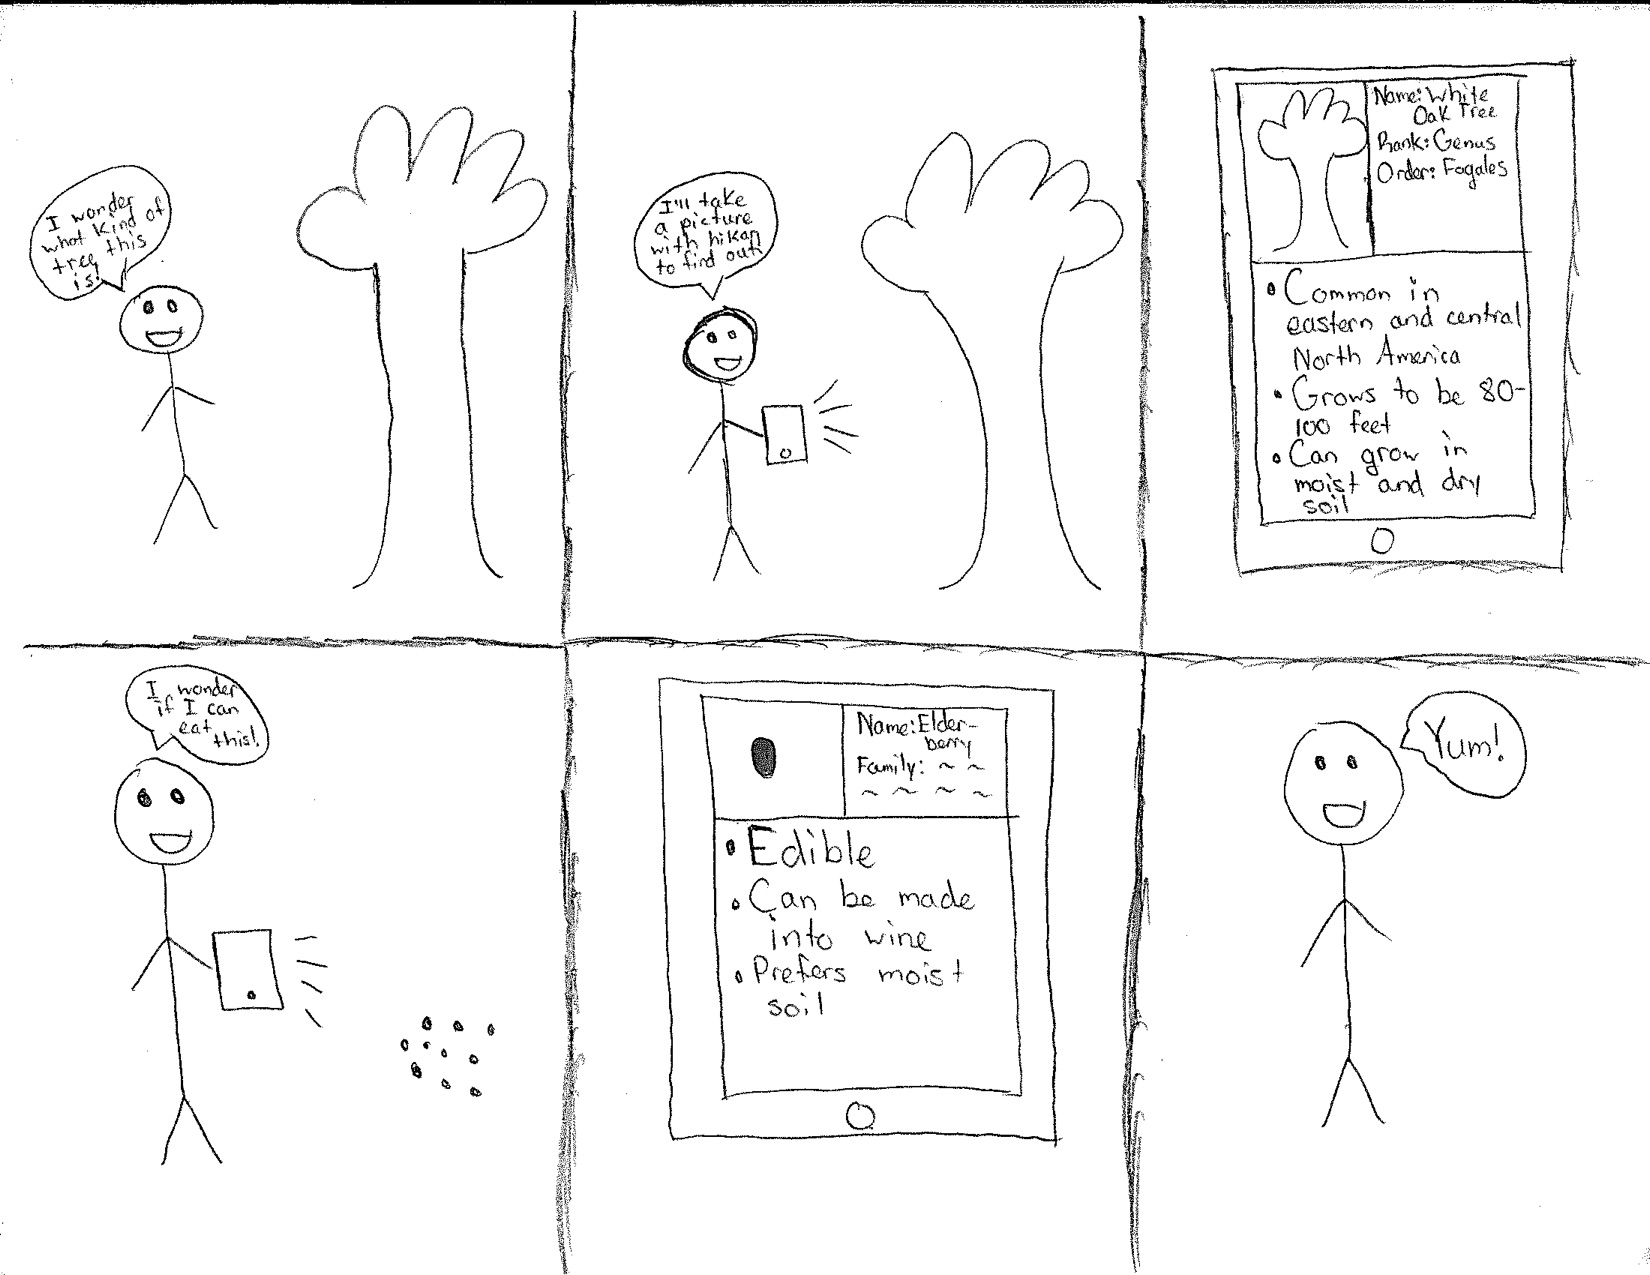 I wonder
what kind of
tree this
is!
I'll take
a picture
with hikan
to find out!
Name: White
Oak Tree
Rank: Genus
Order: Fagales
• Common in
eastern and central
North America
• Grows to be 80-
100 feet
• Can grow in
moist and dry
soil
I wonder
if I can
eat
this!
Name: Elder-
berry
Family: ~ ~
~ ~ ~ ~
• Edible
• Can be made
into wine
• Prefers moist
soil
Yum!